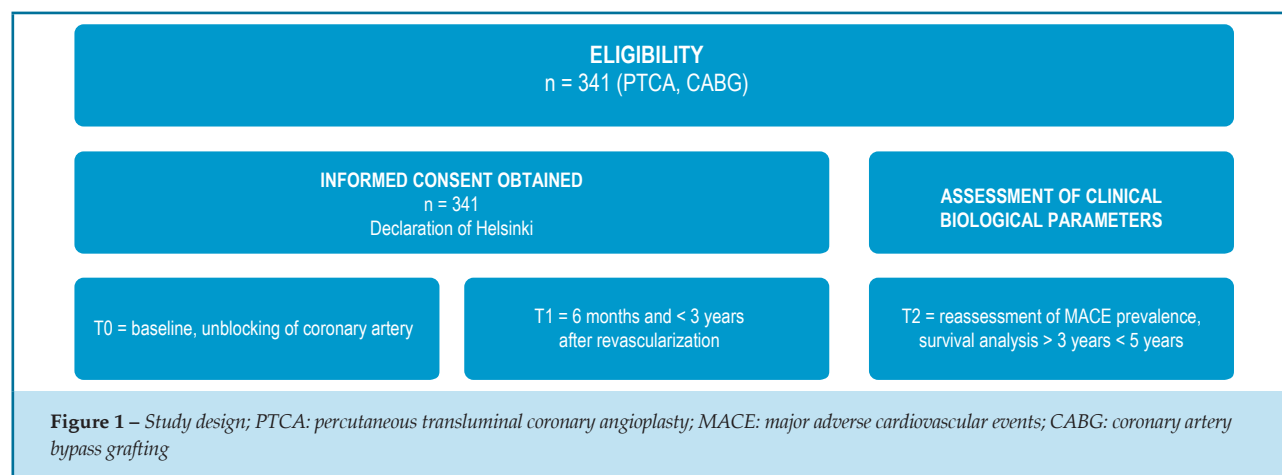 ELIGIBILITY
n = 341 (PTCA, CABG)
INFORMED CONSENT OBTAINED
n = 341
Declaration of Helsinki
ASSESSMENT OF CLINICAL
BIOLOGICAL PARAMETERS
T0 = baseline, unblocking of coronary artery
T1 = 6 months and < 3 years
after revascularization
T2 = reassessment of MACE prevalence,
survival analysis > 3 years < 5 years
Figure 1 – Study design; PTCA: percutaneous transluminal coronary angioplasty; MACE: major adverse cardiovascular events; CABG: coronary artery
bypass grafting